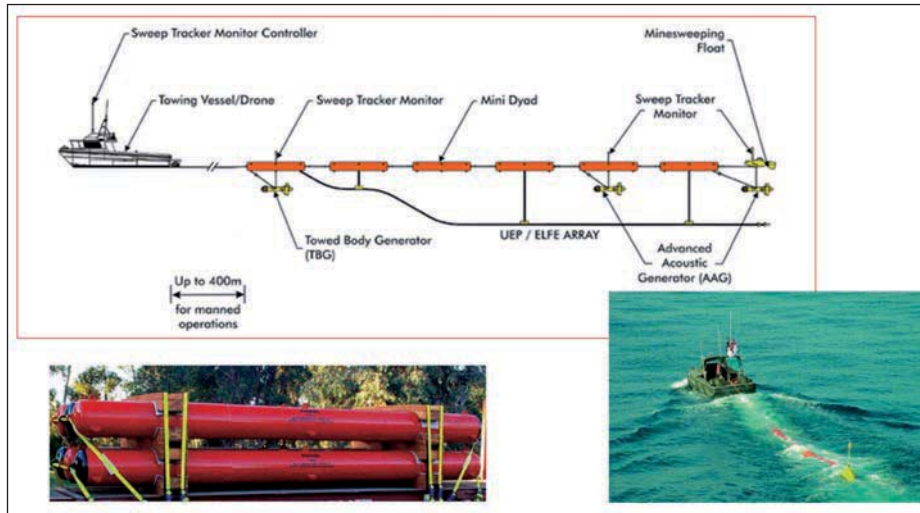 Sweep Tracker Monitor Controller
Minesweeping
Float
Towing Vessel/Drone
Sweep Tracker Monitor
Mini Dyad
Sweep Tracker
Monitor
Towed Body Generator
(TBG)
UEP / ELFE ARRAY
Advanced
Acoustic
Generator (AAG)
Up to 400m
for manned
operations